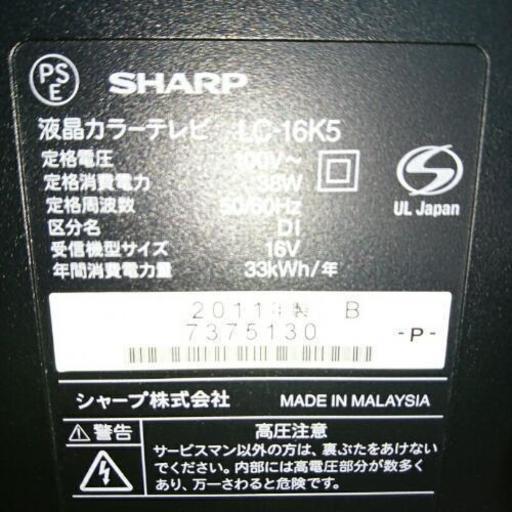 PS
E
SHARP
液晶カラーテレビ LC-16K5
定格電圧 100V~
定格消費電力 38W
定格周波数 50/60Hz
区分名 DI
受信機型サイズ 16V
年間消費電力量 33kWh/年
S
UL Japan
2011年製 B
7375130
-P-
シャープ株式会社 MADE IN MALAYSIA
警告
高圧注意
サービスマン以外の方は、裏ぶたをあけない
でください。内部には高電圧部分が数多く
あり、万一さわると危険です。